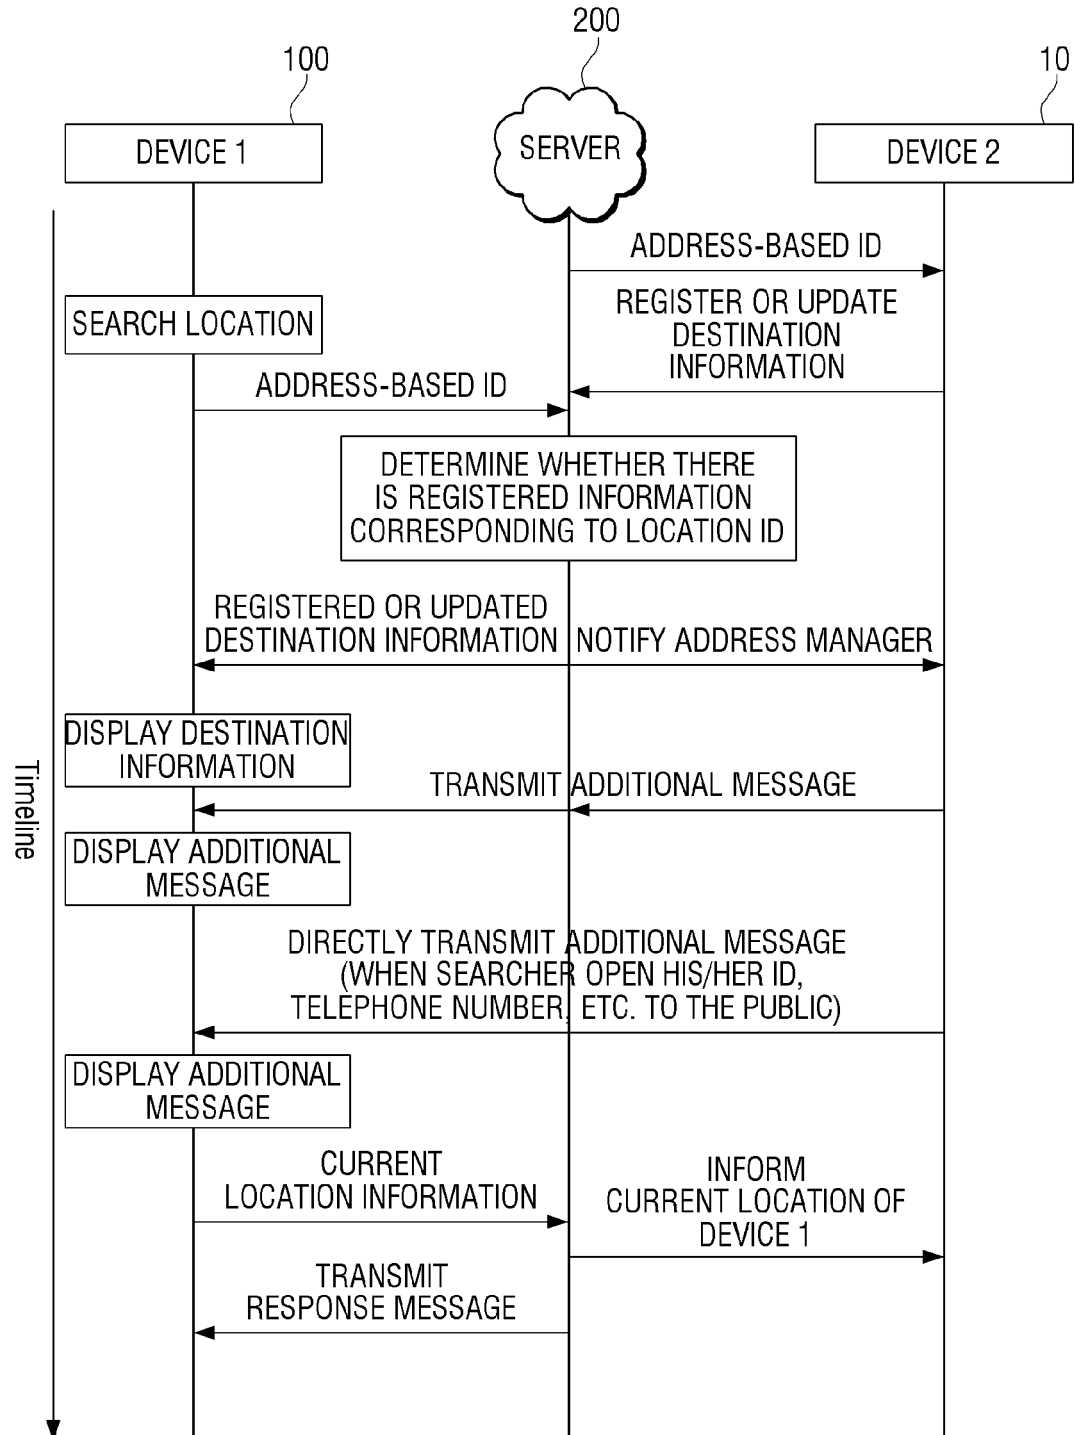 200
100
10
DEVICE 1
SERVER
DEVICE 2
ADDRESS-BASED ID
REGISTER OR UPDATE
DESTINATION
INFORMATION
SEARCH LOCATION
ADDRESS-BASED ID
DETERMINE WHETHER THERE
IS REGISTERED INFORMATION
CORRESPONDING TO LOCATION ID
REGISTERED OR UPDATED
DESTINATION INFORMATION
NOTIFY ADDRESS MANAGER
DISPLAY DESTINATION
INFORMATION
TRANSMIT ADDITIONAL MESSAGE
Timeline
DISPLAY ADDITIONAL
MESSAGE
DIRECTLY TRANSMIT ADDITIONAL MESSAGE
(WHEN SEARCHER OPEN HIS/HER ID,
TELEPHONE NUMBER, ETC. TO THE PUBLIC)
DISPLAY ADDITIONAL
MESSAGE
CURRENT
LOCATION INFORMATION
INFORM
CURRENT LOCATION OF
DEVICE 1
TRANSMIT
RESPONSE MESSAGE